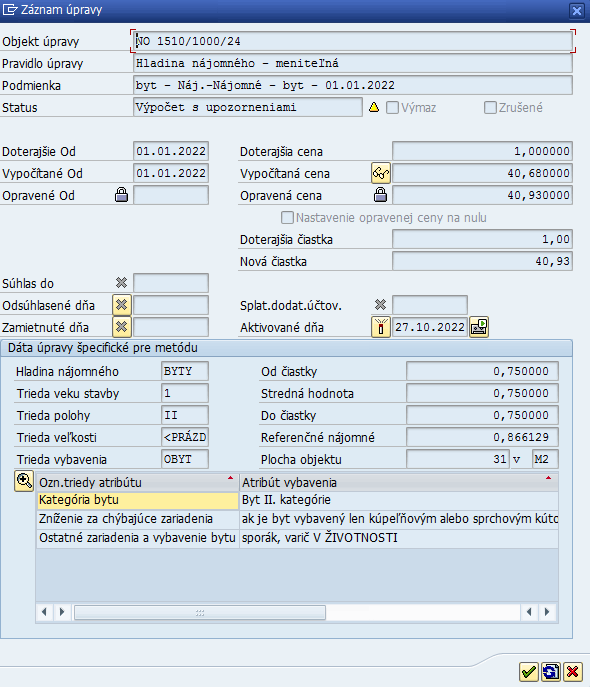 Záznam úpravy
Objekt úpravy NO 1510/1000/24
Pravidlo úpravy Hladina nájomného - meniteľná
Podmienka byt - Náj.-Nájomné - byt - 01.01.2022
Status Výpočet s upozorneniami Výmaz Zrušené
Doterajšie Od 01.01.2022 Doterajšia cena 1,000000
Vypočítané Od 01.01.2022 Vypočítaná cena 40,680000
Opravené Od Opravená cena 40,930000
Nastavenie opravenej ceny na nulu
Doterajšia čiastka 1,00
Nová čiastka 40,93
Súhlas do
Odsúhlasené dňa Splat.dodat.účtov.
Zamietnuté dňa Aktivované dňa 27.10.2022
Dáta úpravy špecifické pre metódu
Hladina nájomného BYTY Od čiastky 0,750000
Trieda veku stavby 1 Stredná hodnota 0,750000
Trieda polohy II Do čiastky 0,750000
Trieda veľkosti <PRÁZD Referenčné nájomné 0,866129
Trieda vybavenia OBYT Plocha objektu 31 v M2
Ozn.triedy atribútu Atribút vybavenia
Kategória bytu Byt II. kategórie
Zníženie za chýbajúce zariadenia ak je byt vybavený len kúpeľňovým alebo sprchovým kúto
Ostatné zariadenia a vybavenie bytu sporák, varič V ŽIVOTNOSTI